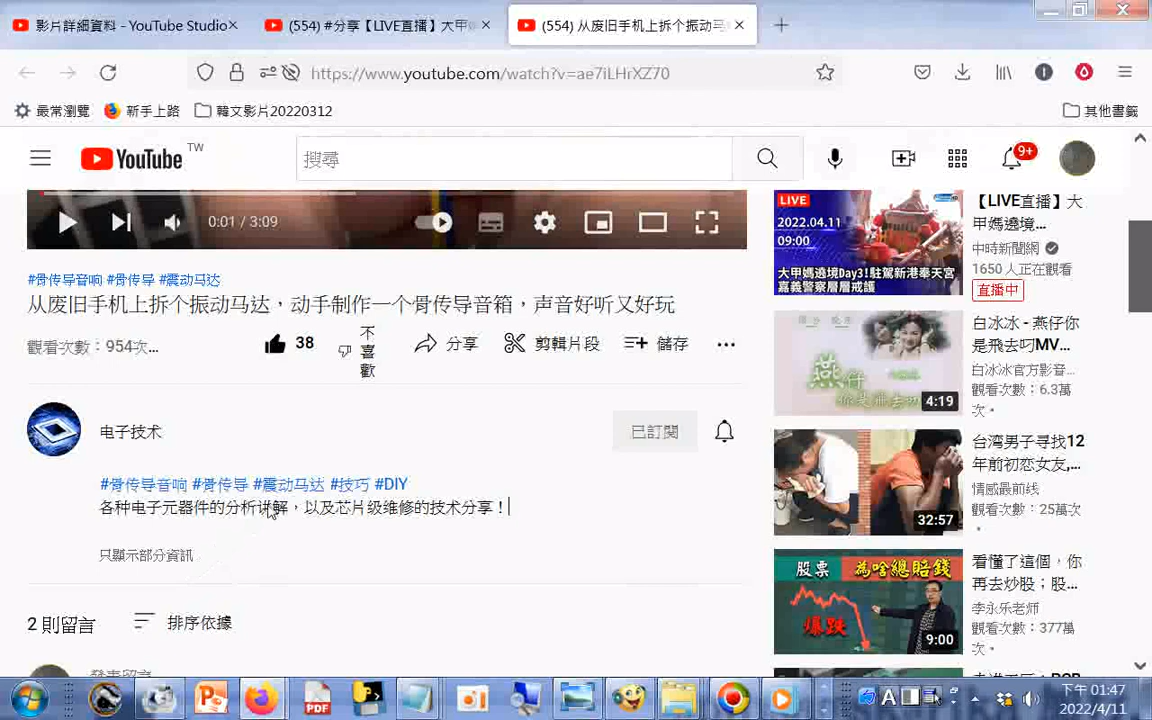 影片詳細資料 - YouTube Studio
(554) #分享【LIVE直播】大甲
(554) 从废旧手机上拆个振动马
https://www.youtube.com/watch?v=ae7iLHrXZ70
最常瀏覽
新手上路
韓文影片20220312
其他書籤
YouTube TW
搜尋
9+
0:01 / 3:09
#骨传导音响 #骨传导 #震动马达
从废旧手机上拆个振动马达，动手制作一个骨传导音箱，声音好听又好玩
觀看次數：954次...
38
不喜歡
分享
剪輯片段
儲存
电子技术
已訂閱
#骨传导音响 #骨传导 #震动马达 #技巧 #DIY
各种电子元器件的分析讲解，以及芯片级维修的技术分享！
只顯示部分資訊
2 則留言
排序依據
發表留言
LIVE
2022.04.11
09:00
大甲媽遶境Day3!駐駕新港奉天宮
嘉義警察層層戒護
【LIVE直播】大
甲媽遶境...
中時新聞網
1650 人正在觀看
直播中
燕仔
4:19
白冰冰 - 燕仔你
是飛去叨MV...
白冰冰官方影音...
觀看次數：6.3萬
次 •
32:57
台湾男子寻找12
年前初恋女友,...
情感最前线
觀看次數：25萬次
•
股票
為啥總賠錢
爆跌
9:00
看懂了這個，你
再去炒股；股...
李永乐老师
觀看次數：377萬
次 •
PDF
A
下午 01:47
2022/4/11